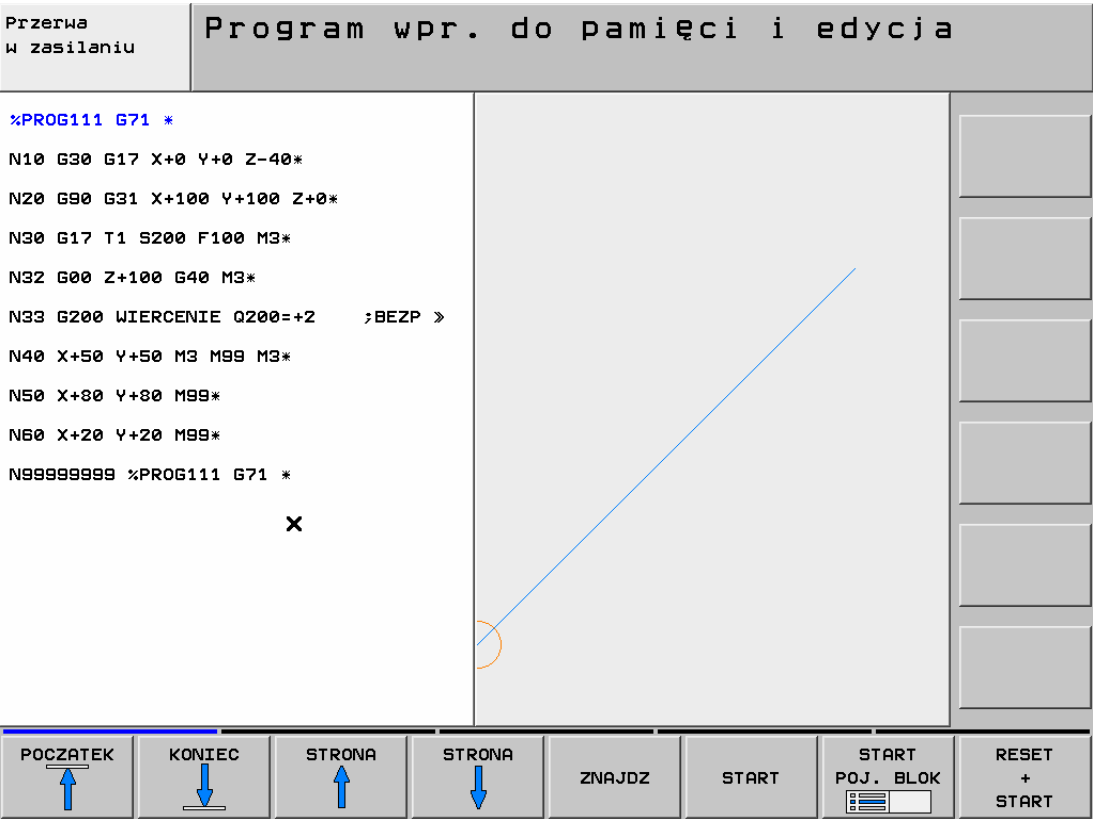 Przerwa
w zasilaniu
Program wpr. do pamięci i edycja
%PROG111 G71 *
N10 G30 G17 X+0 Y+0 Z-40*
N20 G90 G31 X+100 Y+100 Z+0*
N30 G17 T1 S200 F100 M3*
N32 G00 Z+100 G40 M3*
N33 G200 WIERCENIE Q200=+2 ;BEZP »
N40 X+50 Y+50 M3 M99 M3*
N50 X+80 Y+80 M99*
N60 X+20 Y+20 M99*
N99999999 %PROG111 G71 *
POCZATEK
KONIEC
STRONA
STRONA
ZNAJDZ
START
START
POJ. BLOK
RESET
+
START